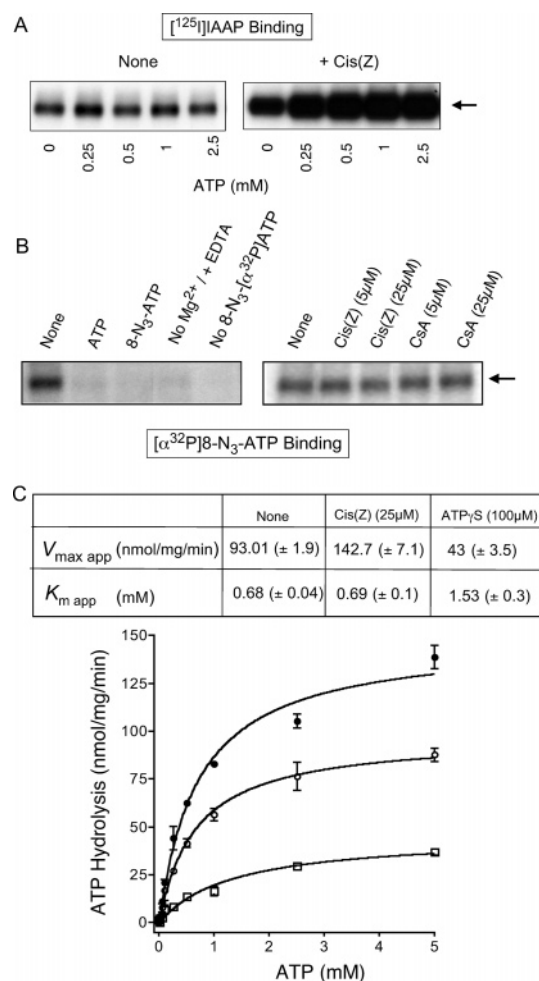 A
[¹²⁵I]IAAP Binding
None
+ Cis(Z)
0 0.25 0.5 1 2.5 0 0.25 0.5 1 2.5
ATP (mM)
B
None ATP 8-N₃-ATP No Mg²⁺ / + EDTA No 8-N₃-[α³²P]ATP None Cis(Z) (5µM) Cis(Z) (25µM) CsA (5µM) CsA (25µM)
[α³²P]8-N₃-ATP Binding
C
None Cis(Z) (25µM) ATPγS (100µM)
Vmax app (nmol/mg/min) 93.01 (± 1.9) 142.7 (± 7.1) 43 (± 3.5)
Km app (mM) 0.68 (± 0.04) 0.69 (± 0.1) 1.53 (± 0.3)
ATP Hydrolysis (nmol/mg/min)
150
125
100
75
50
25
0
0 1 2 3 4 5
ATP (mM)